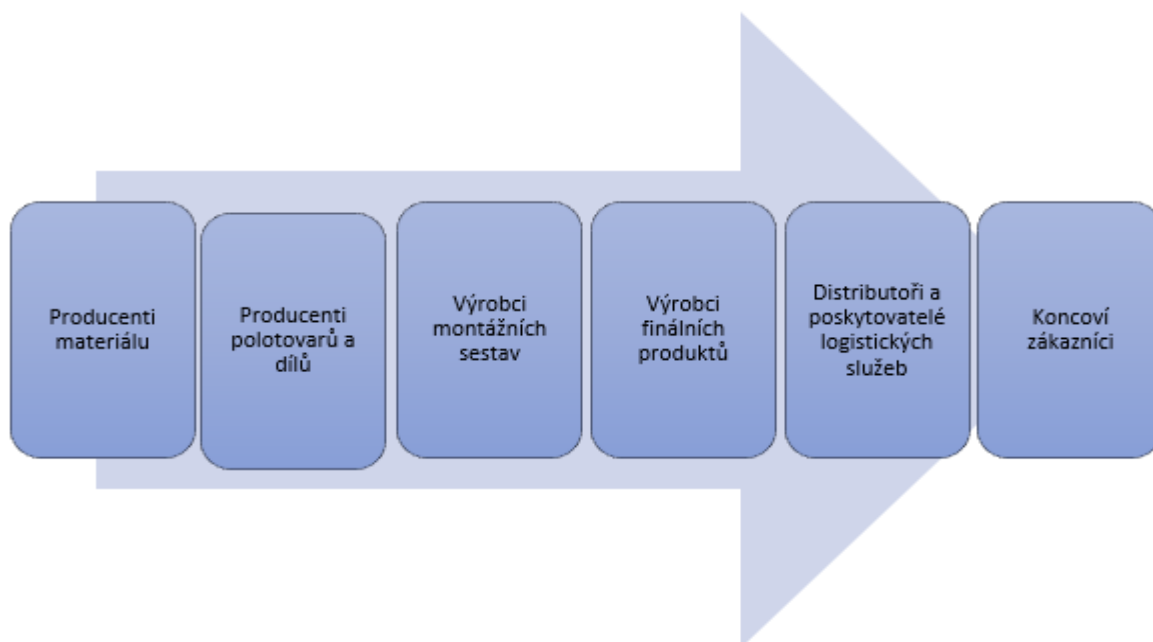 Producenti
materiálu
Producenti
polotovarů a
dílů
Výrobci
montážních
sestav
Výrobci
finálních
produktů
Distributoři a
poskytovatelé
logistických
služeb
Koncoví
zákazníci